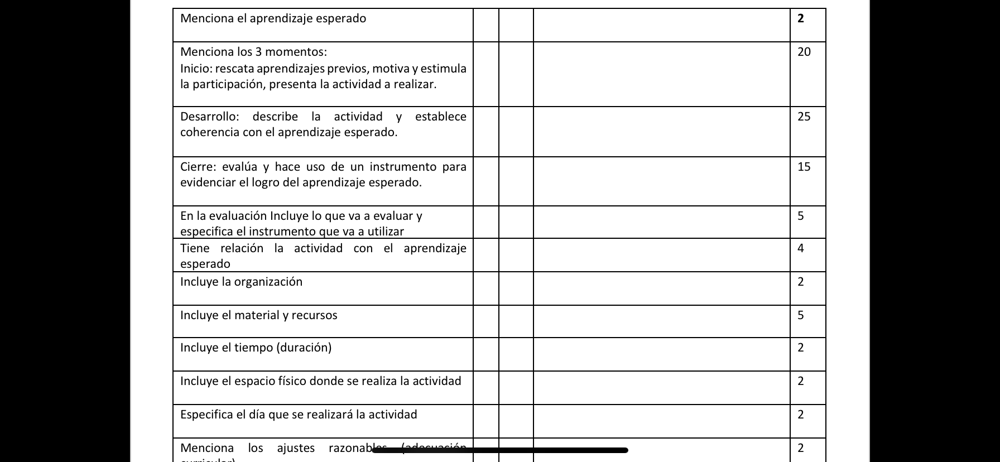 Menciona el aprendizaje esperado 2
Menciona los 3 momentos: 20
Inicio: rescata aprendizajes previos, motiva y estimula
la participación, presenta la actividad a realizar.
Desarrollo: describe la actividad y establece 25
coherencia con el aprendizaje esperado.
Cierre: evalúa y hace uso de un instrumento para 15
evidenciar el logro del aprendizaje esperado.
En la evaluación Incluye lo que va a evaluar y 5
especifica el instrumento que va a utilizar
Tiene relación la actividad con el aprendizaje 4
esperado
Incluye la organización 2
Incluye el material y recursos 5
Incluye el tiempo (duración) 2
Incluye el espacio físico donde se realiza la actividad 2
Especifica el día que se realizará la actividad 2
Menciona los ajustes razonables (adecuación 2
curricular)